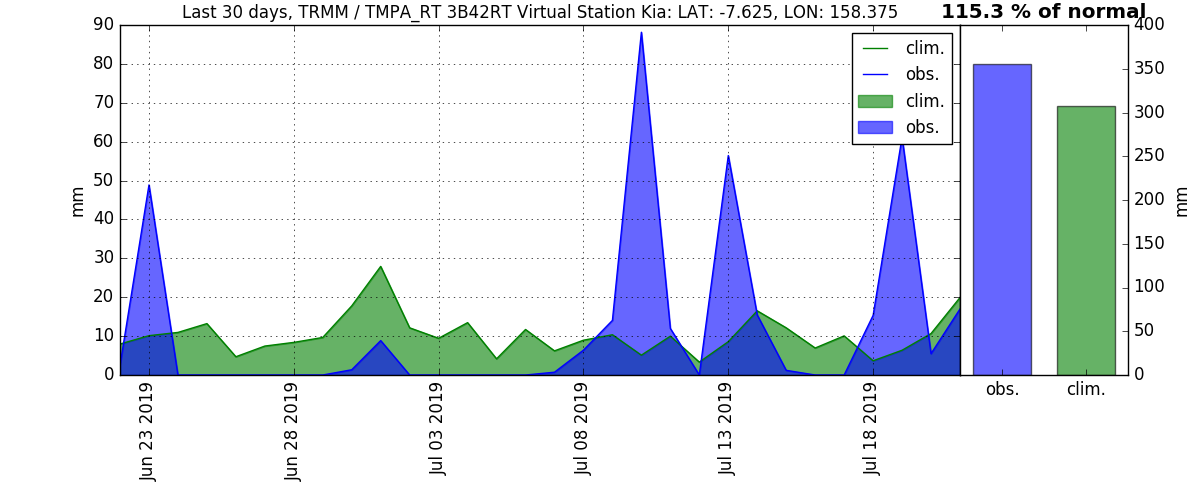 Last 30 days, TRMM / TMPA_RT 3B42RT Virtual Station Kia: LAT: -7.625, LON: 158.375
115.3 % of normal
90
80
70
60
50
40
30
20
10
0
mm
clim.
obs.
clim.
obs.
400
350
300
250
200
150
100
50
0
mm
Jun 23 2019
Jun 28 2019
Jul 03 2019
Jul 08 2019
Jul 13 2019
Jul 18 2019
obs.
clim.